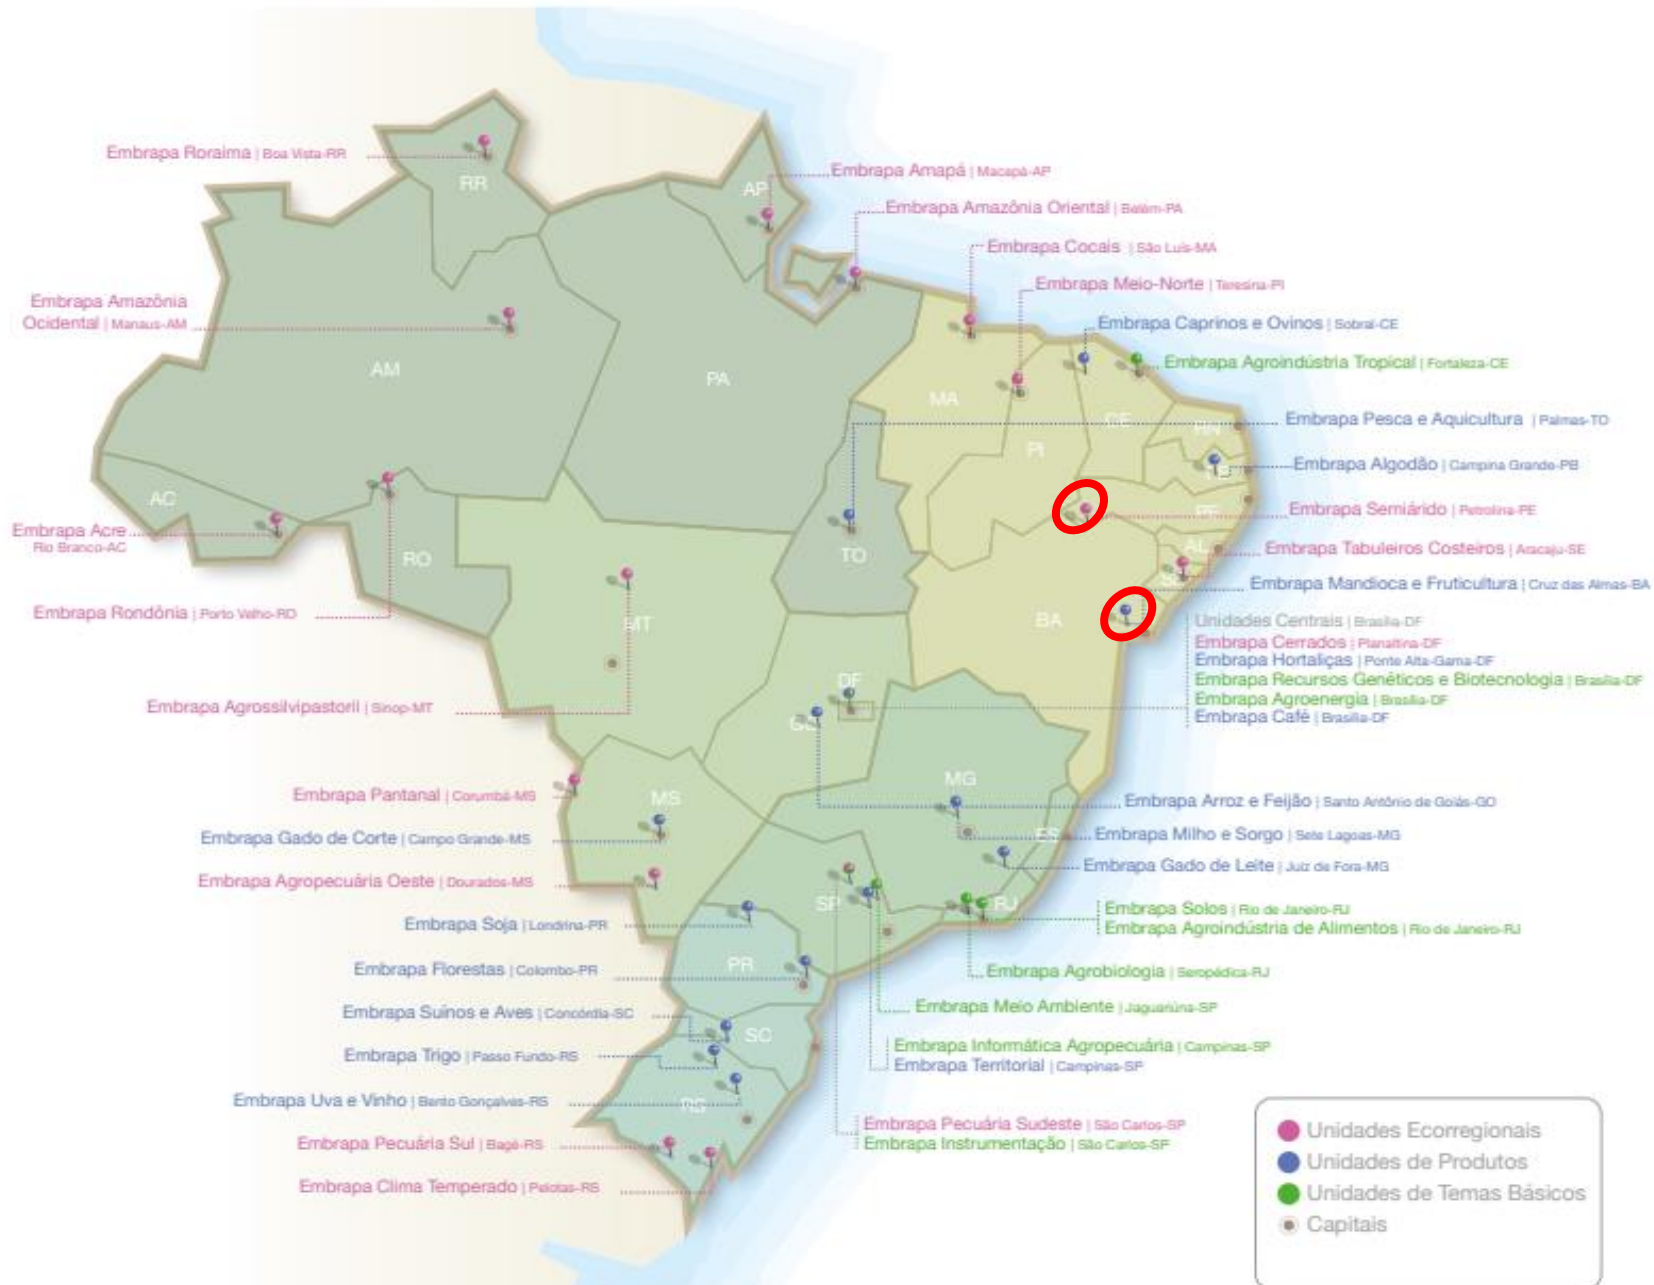 Embrapa Roraima | Boa Vista-RR
RR
AP
Embrapa Amapá | Macapá-AP
Embrapa Amazônia Oriental | Belém-PA
Embrapa Cocais | São Luís-MA
Embrapa Meio-Norte | Teresina-PI
Embrapa Amazônia
Ocidental | Manaus-AM
Embrapa Caprinos e Ovinos | Sobral-CE
Embrapa Agroindústria Tropical | Fortaleza-CE
AM
PA
MA
CE
RN
PI
Embrapa Pesca e Aquicultura | Palmas-TO
Embrapa Algodão | Campina Grande-PB
PB
AC
Embrapa Acre
Rio Branco-AC
PE
Embrapa Semiárido | Petrolina-PE
RO
TO
AL
Embrapa Tabuleiros Costeiros | Aracaju-SE
SE
Embrapa Mandioca e Fruticultura | Cruz das Almas-BA
Embrapa Rondônia | Porto Velho-RO
MT
BA
Unidades Centrais | Brasília-DF
Embrapa Cerrados | Planaltina-DF
Embrapa Hortaliças | Ponte Alta-Gama-DF
Embrapa Recursos Genéticos e Biotecnologia | Brasília-DF
Embrapa Agroenergia | Brasília-DF
Embrapa Café | Brasília-DF
DF
Embrapa Agrossilvipastoril | Sinop-MT
GO
MG
Embrapa Pantanal | Corumbá-MS
MS
Embrapa Arroz e Feijão | Santo Antônio de Goiás-GO
Embrapa Gado de Corte | Campo Grande-MS
ES
Embrapa Milho e Sorgo | Sete Lagoas-MG
Embrapa Gado de Leite | Juiz de Fora-MG
Embrapa Agropecuária Oeste | Dourados-MS
SP
RJ
Embrapa Solos | Rio de Janeiro-RJ
Embrapa Agroindústria de Alimentos | Rio de Janeiro-RJ
Embrapa Soja | Londrina-PR
PR
Embrapa Florestas | Colombo-PR
Embrapa Agrobiologia | Seropédica-RJ
Embrapa Meio Ambiente | Jaguariúna-SP
Embrapa Suínos e Aves | Concórdia-SC
SC
Embrapa Informática Agropecuária | Campinas-SP
Embrapa Territorial | Campinas-SP
Embrapa Trigo | Passo Fundo-RS
Embrapa Uva e Vinho | Bento Gonçalves-RS
RS
Embrapa Pecuária Sudeste | São Carlos-SP
Embrapa Instrumentação | São Carlos-SP
Embrapa Pecuária Sul | Bagé-RS
Embrapa Clima Temperado | Pelotas-RS
Unidades Ecorregionais
Unidades de Produtos
Unidades de Temas Básicos
Capitais